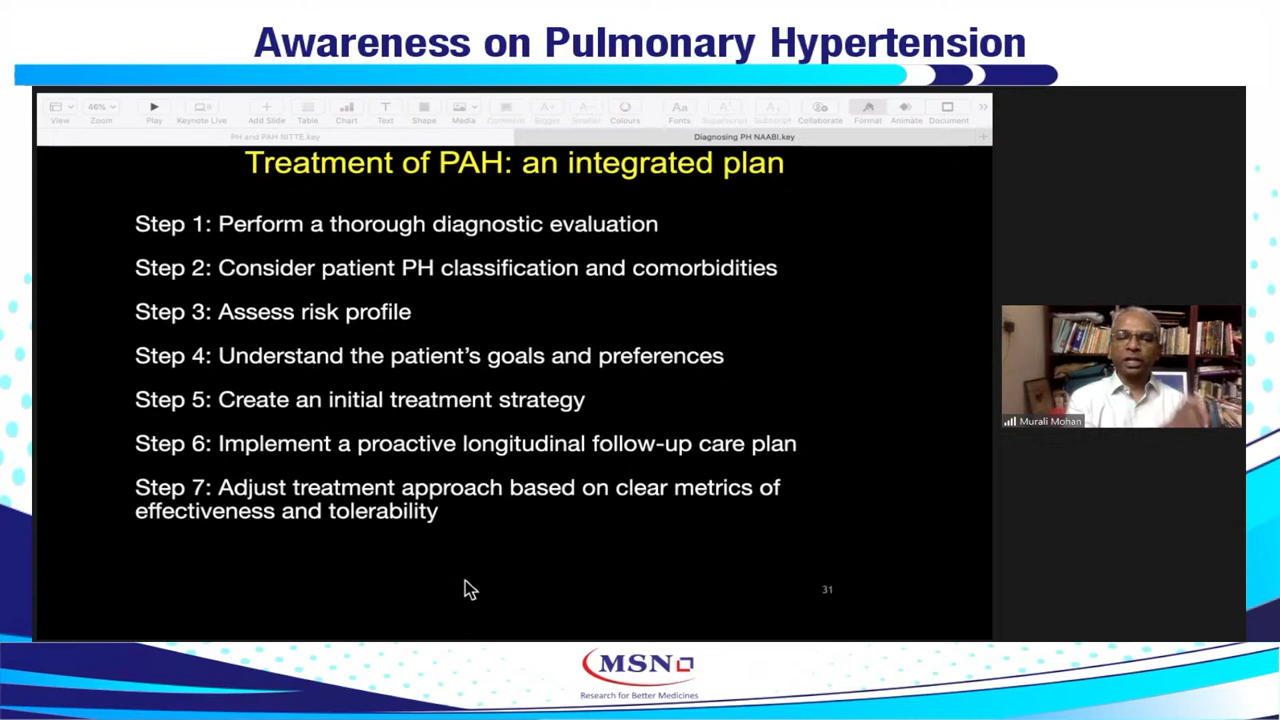 Awareness on Pulmonary Hypertension
46%
View
Zoom
Play
Keynote Live
Add Slide
Table
Chart
Text
Shape
Media
Comment
Bigger
Smaller
Colours
Fonts
Superscript
Subscript
Collaborate
Format
Animate
Document
PH and PAH NITTE.key
Diagnosing PH NAABI.key
Treatment of PAH: an integrated plan
Step 1: Perform a thorough diagnostic evaluation
Step 2: Consider patient PH classification and comorbidities
Step 3: Assess risk profile
Step 4: Understand the patient's goals and preferences
Step 5: Create an initial treatment strategy
Step 6: Implement a proactive longitudinal follow-up care plan
Step 7: Adjust treatment approach based on clear metrics of
effectiveness and tolerability
31
Murali Mohan
MSN
Research for Better Medicines